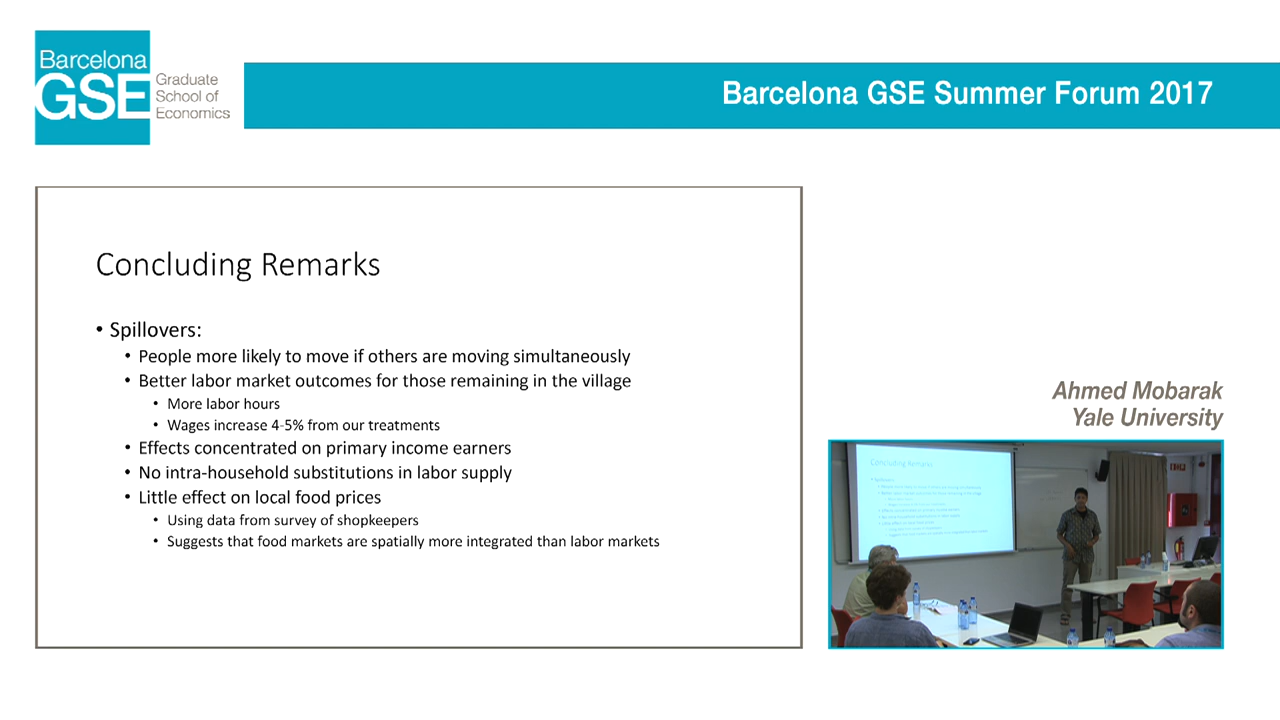 Barcelona
GSE
Graduate
School of
Economics
Barcelona GSE Summer Forum 2017
Concluding Remarks
• Spillovers:
• People more likely to move if others are moving simultaneously
• Better labor market outcomes for those remaining in the village
• More labor hours
• Wages increase 4-5% from our treatments
• Effects concentrated on primary income earners
• No intra-household substitutions in labor supply
• Little effect on local food prices
• Using data from survey of shopkeepers
• Suggests that food markets are spatially more integrated than labor markets
Ahmed Mobarak
Yale University
Concluding Remarks